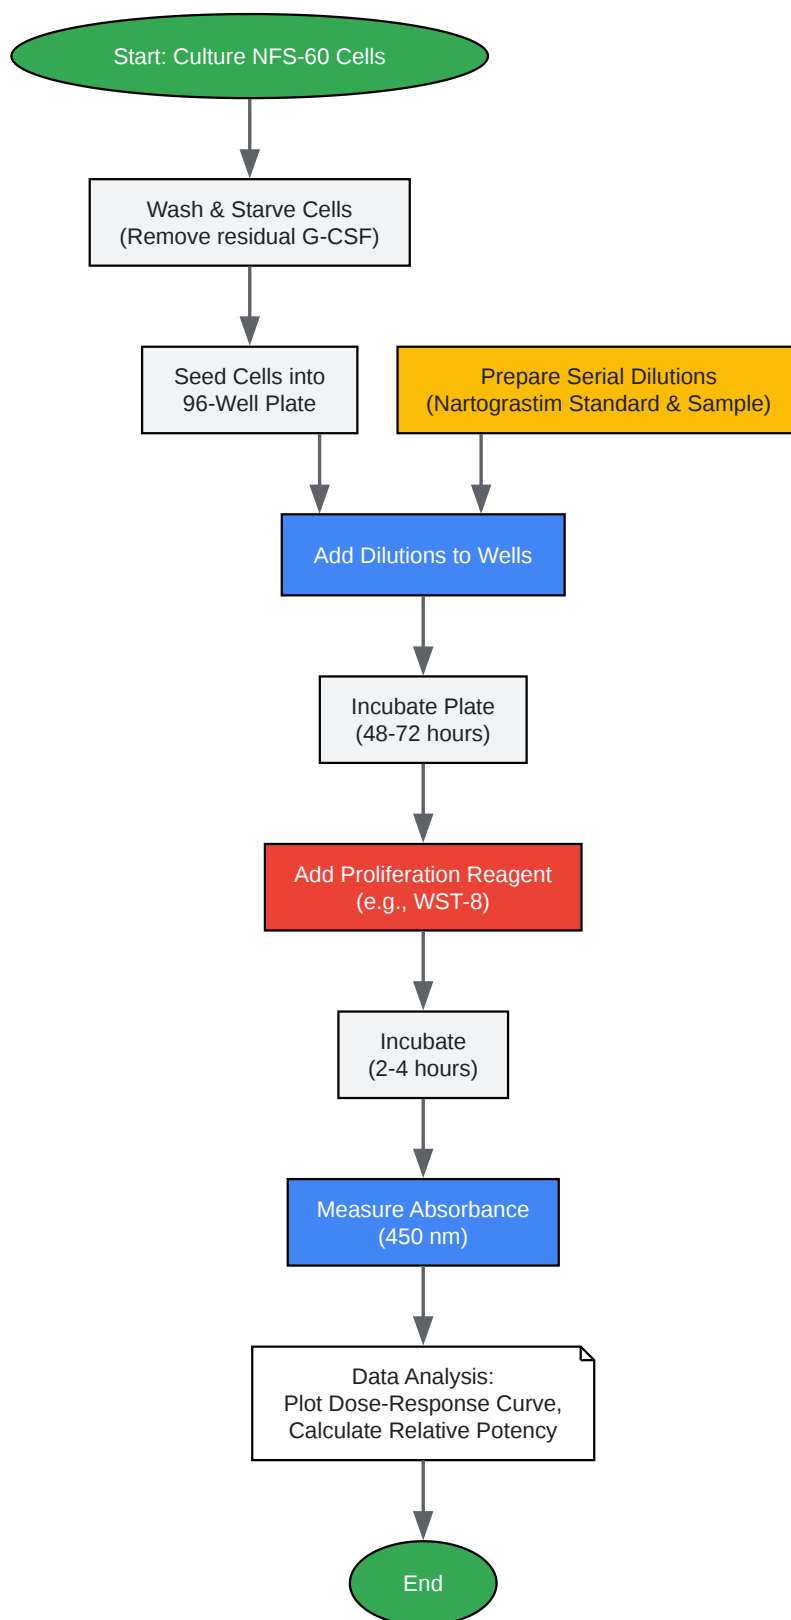 Start: Culture NFS-60 Cells
Wash & Starve Cells
(Remove residual G-CSF)
Seed Cells into
96-Well Plate
Prepare Serial Dilutions
(Nartograstim Standard & Sample)
Add Dilutions to Wells
Incubate Plate
(48-72 hours)
Add Proliferation Reagent
(e.g., WST-8)
Incubate
(2-4 hours)
Measure Absorbance
(450 nm)
Data Analysis:
Plot Dose-Response Curve,
Calculate Relative Potency
End